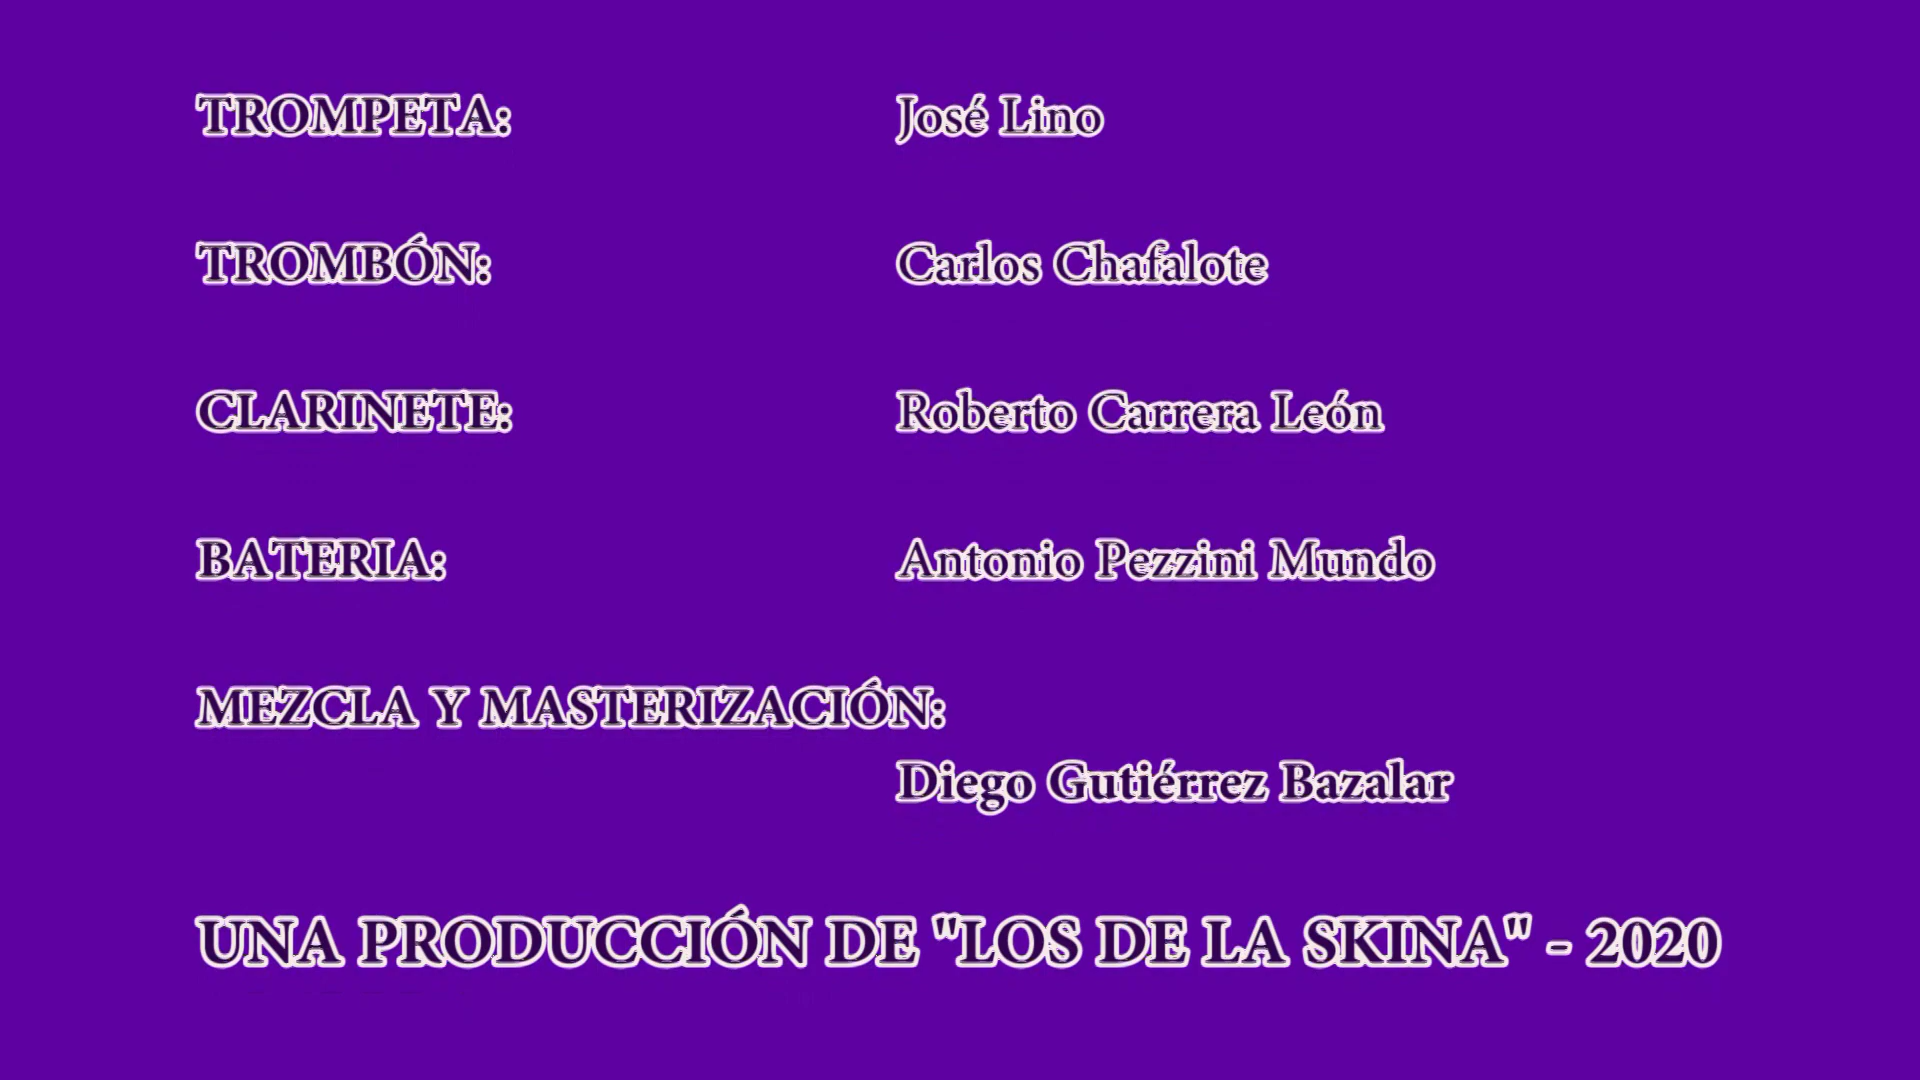 TROMPETA: José Lino
TROMBÓN: Carlos Chafalote
CLARINETE: Roberto Carrera León
BATERIA: Antonio Pezzini Mundo
MEZCLA Y MASTERIZACIÓN:
Diego Gutiérrez Bazalar
UNA PRODUCCIÓN DE "LOS DE LA SKINA" - 2020